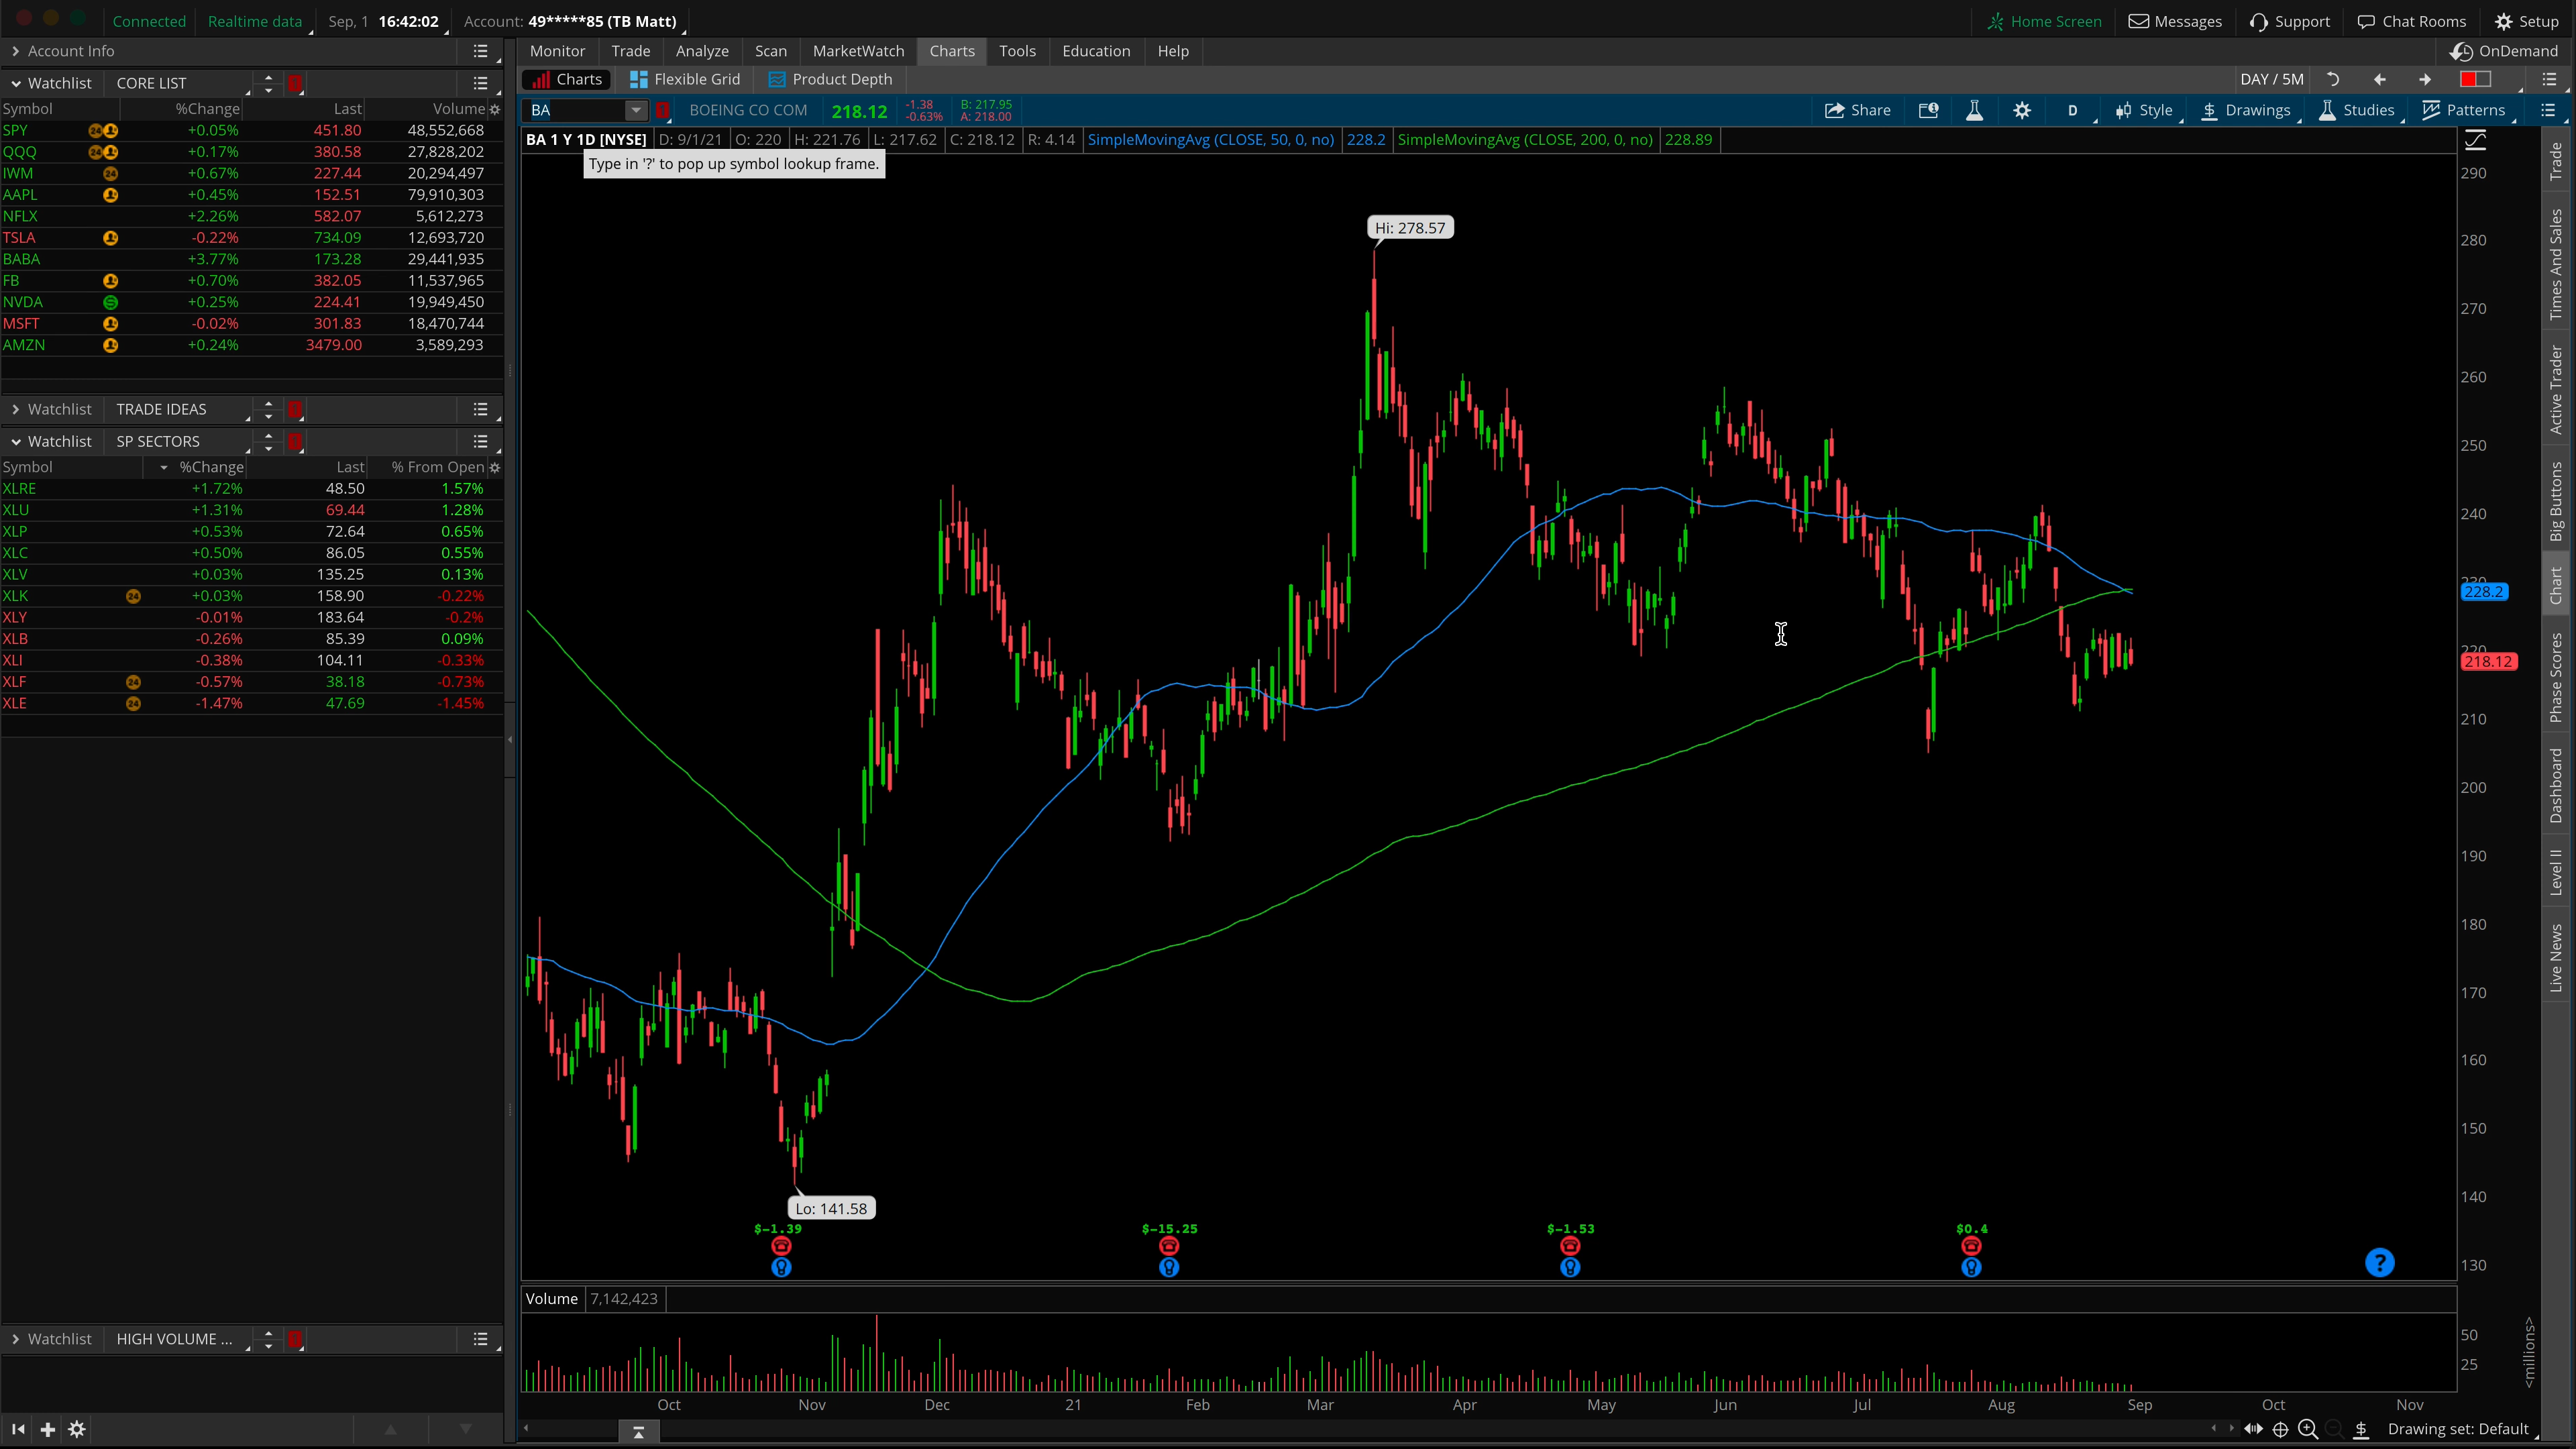 Connected Realtime data Sep, 1 16:42:02 Account: 49*****85 (TB Matt) Home Screen Messages Support Chat Rooms Setup
Account Info
Monitor Trade Analyze Scan MarketWatch Charts Tools Education Help OnDemand
Watchlist CORE LIST
Charts Flexible Grid Product Depth DAY / 5M
Symbol %Change Last Volume
BA BOEING CO COM 218.12 -1.38 -0.63% B: 217.95 A: 218.00 Share D Style Drawings Studies Patterns
BA 1 Y 1D [NYSE] D: 9/1/21 O: 220 H: 221.76 L: 217.62 C: 218.12 R: 4.14 SimpleMovingAvg (CLOSE, 50, 0, no) 228.2 SimpleMovingAvg (CLOSE, 200, 0, no) 228.89
Type in '?' to pop up symbol lookup frame.
SPY 24 +0.05% 451.80 48,552,668
QQQ 24 +0.17% 380.58 27,828,202
IWM 24 +0.67% 227.44 20,294,497
AAPL +0.45% 152.51 79,910,303
NFLX +2.26% 582.07 5,612,273
TSLA -0.22% 734.09 12,693,720
BABA +3.77% 173.28 29,441,935
FB +0.70% 382.05 11,537,965
NVDA +0.25% 224.41 19,949,450
MSFT -0.02% 301.83 18,470,744
AMZN +0.24% 3479.00 3,589,293
Watchlist TRADE IDEAS
Watchlist SP SECTORS
Symbol %Change Last % From Open
XLRE +1.72% 48.50 1.57%
XLU +1.31% 69.44 1.28%
XLP +0.53% 72.64 0.65%
XLC +0.50% 86.05 0.55%
XLV +0.03% 135.25 0.13%
XLK 24 +0.03% 158.90 -0.22%
XLY -0.01% 183.64 -0.2%
XLB -0.26% 85.39 0.09%
XLI -0.38% 104.11 -0.33%
XLF 24 -0.57% 38.18 -0.73%
XLE 24 -1.47% 47.69 -1.45%
Watchlist HIGH VOLUME ...
Hi: 278.57
Lo: 141.58
$-1.39 $-15.25 $-1.53 $0.4
?
290
280
270
260
250
240
230
228.2
220
218.12
210
200
190
180
170
160
150
140
130
Volume 7,142,423
50
25
<millions>
Oct Nov Dec 21 Feb Mar Apr May Jun Jul Aug Sep Oct Nov
Drawing set: Default
Trade
Times And Sales
Active Trader
Big Buttons
Chart
Phase Scores
Dashboard
Level II
Live News